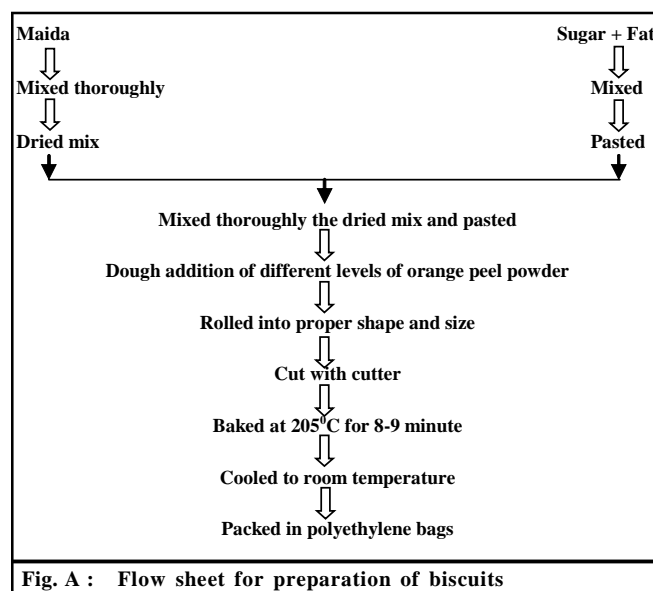 Maida
Sugar + Fat
Mixed thoroughly
Mixed
Dried mix
Pasted
Mixed thoroughly the dried mix and pasted
Dough addition of different levels of orange peel powder
Rolled into proper shape and size
Cut with cutter
Baked at 205⁰C for 8-9 minute
Cooled to room temperature
Packed in polyethylene bags
Fig. A : Flow sheet for preparation of biscuits